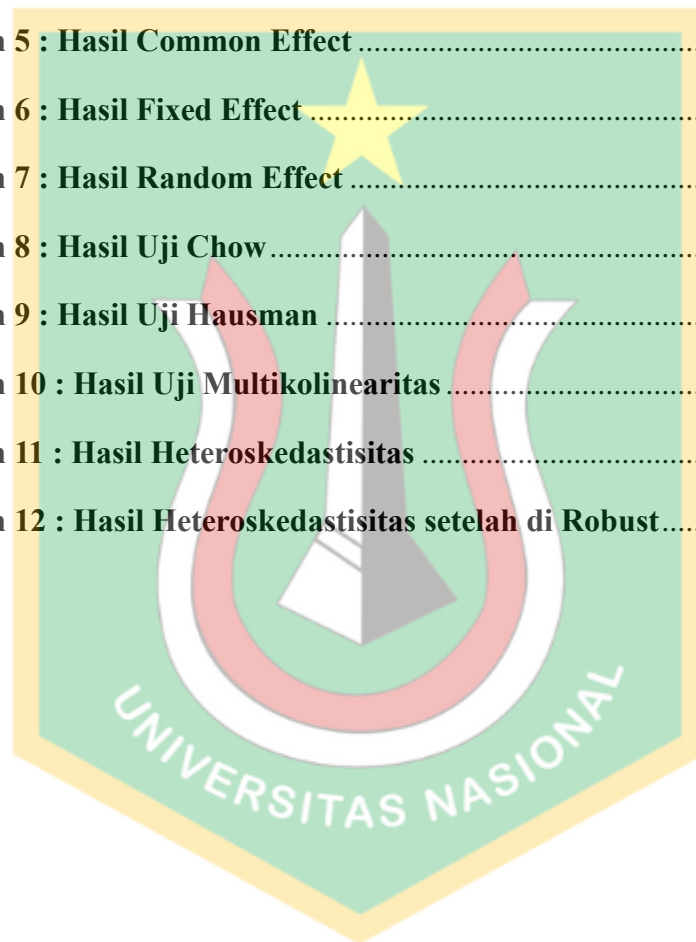 n 5 : Hasil Common Effect ........................................
n 6 : Hasil Fixed Effect ........................................
n 7 : Hasil Random Effect ........................................
n 8 : Hasil Uji Chow ........................................
n 9 : Hasil Uji Hausman ........................................
n 10 : Hasil Uji Multikolinearitas ........................................
n 11 : Hasil Heteroskedastisitas ........................................
n 12 : Hasil Heteroskedastisitas setelah di Robust .....
UNIVERSITAS NASIONAL